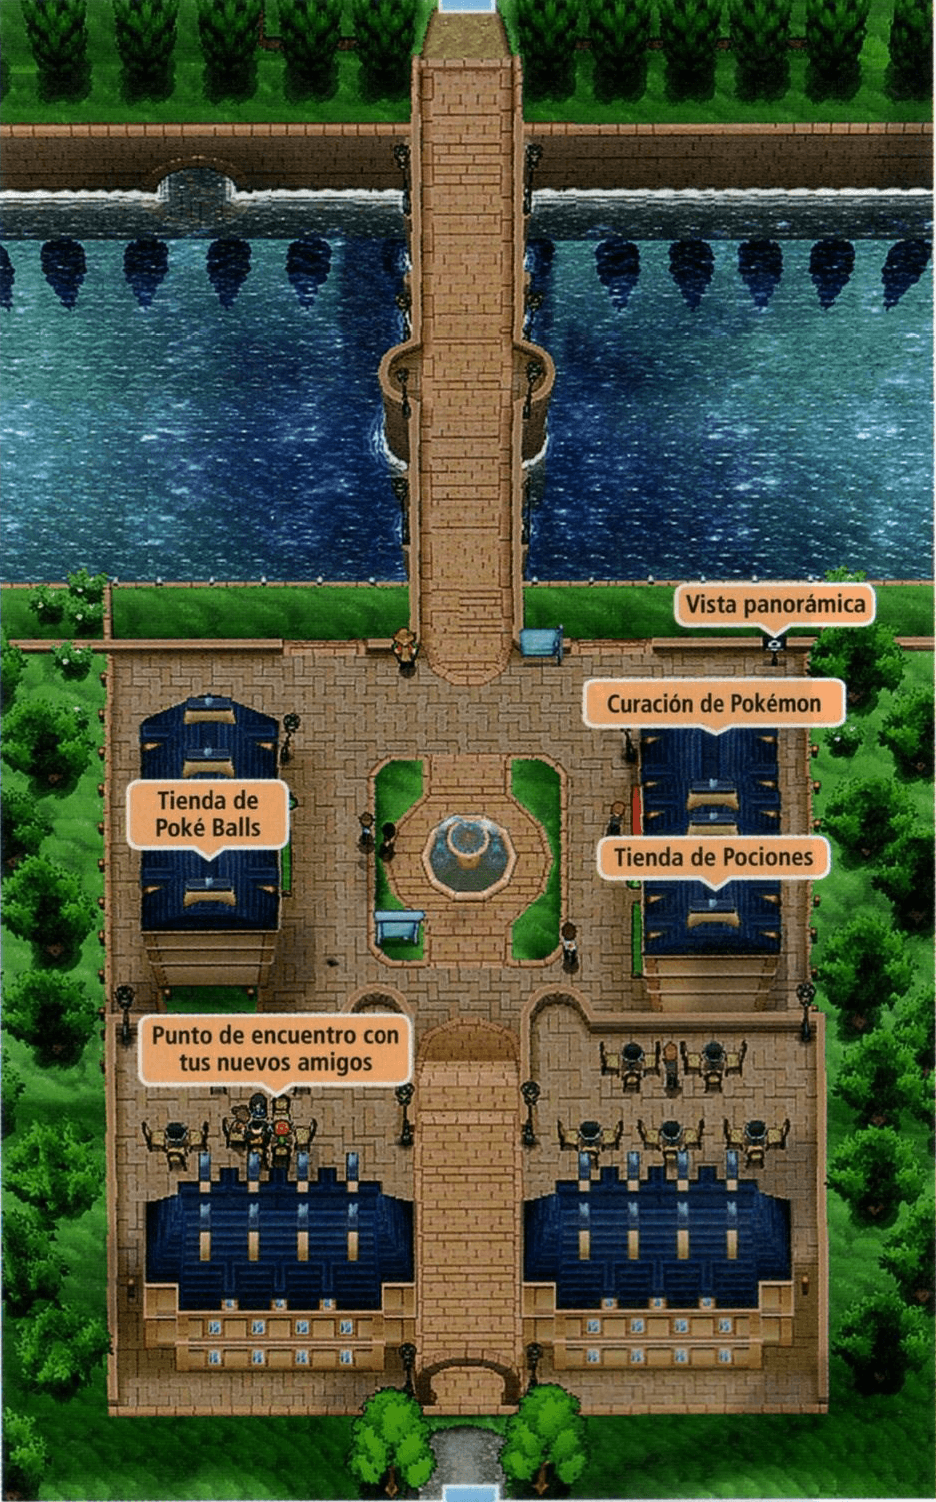 Vista panorámica
Curación de Pokémon
Tienda de
Poké Balls
Tienda de Pociones
Punto de encuentro con
tus nuevos amigos